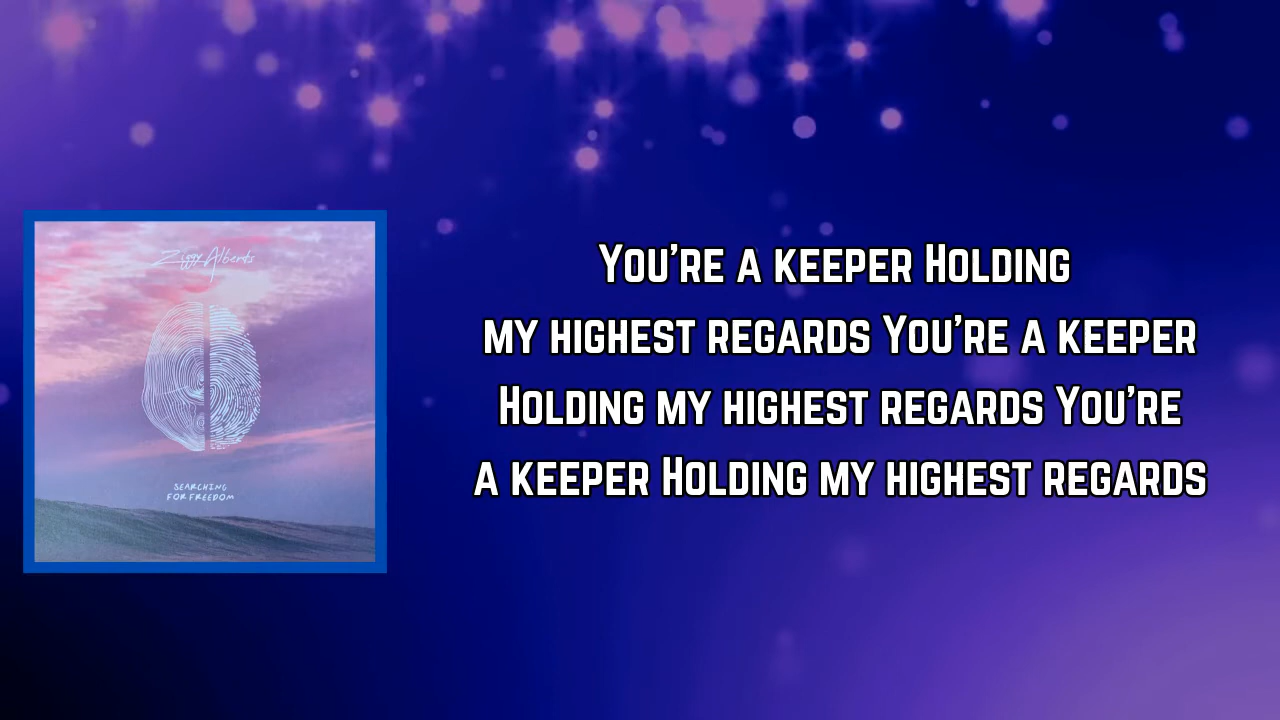 Ziggy Alberts
SEARCHING
FOR FREEDOM
You're a keeper Holding
my highest regards You're a keeper
Holding my highest regards You're
a keeper Holding my highest regards